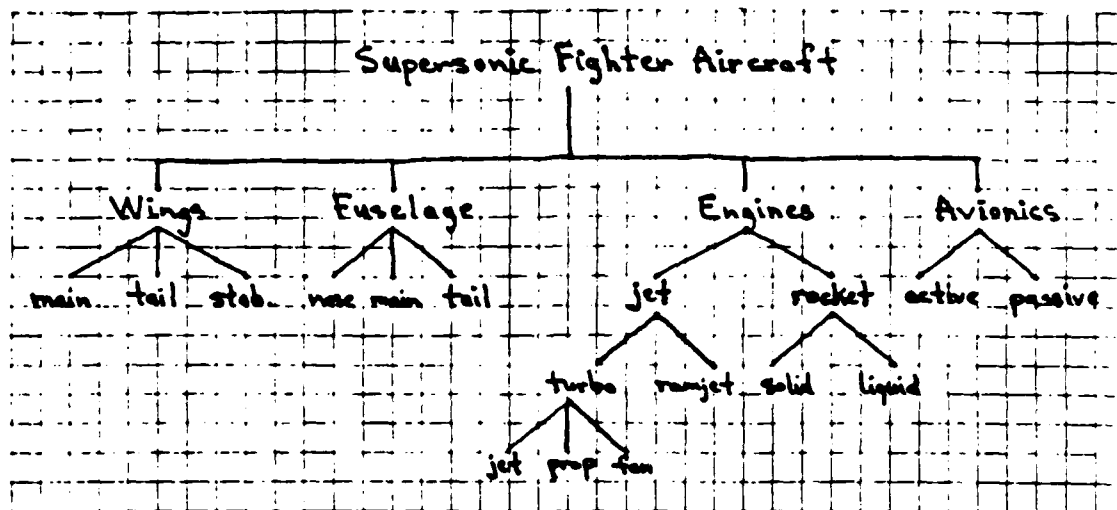 Supersonic Fighter Aircraft
Wings Fuselage Engines Avionics
main tail stab. nose main tail jet rocket active passive
turbo ramjet solid liquid
jet prop fan